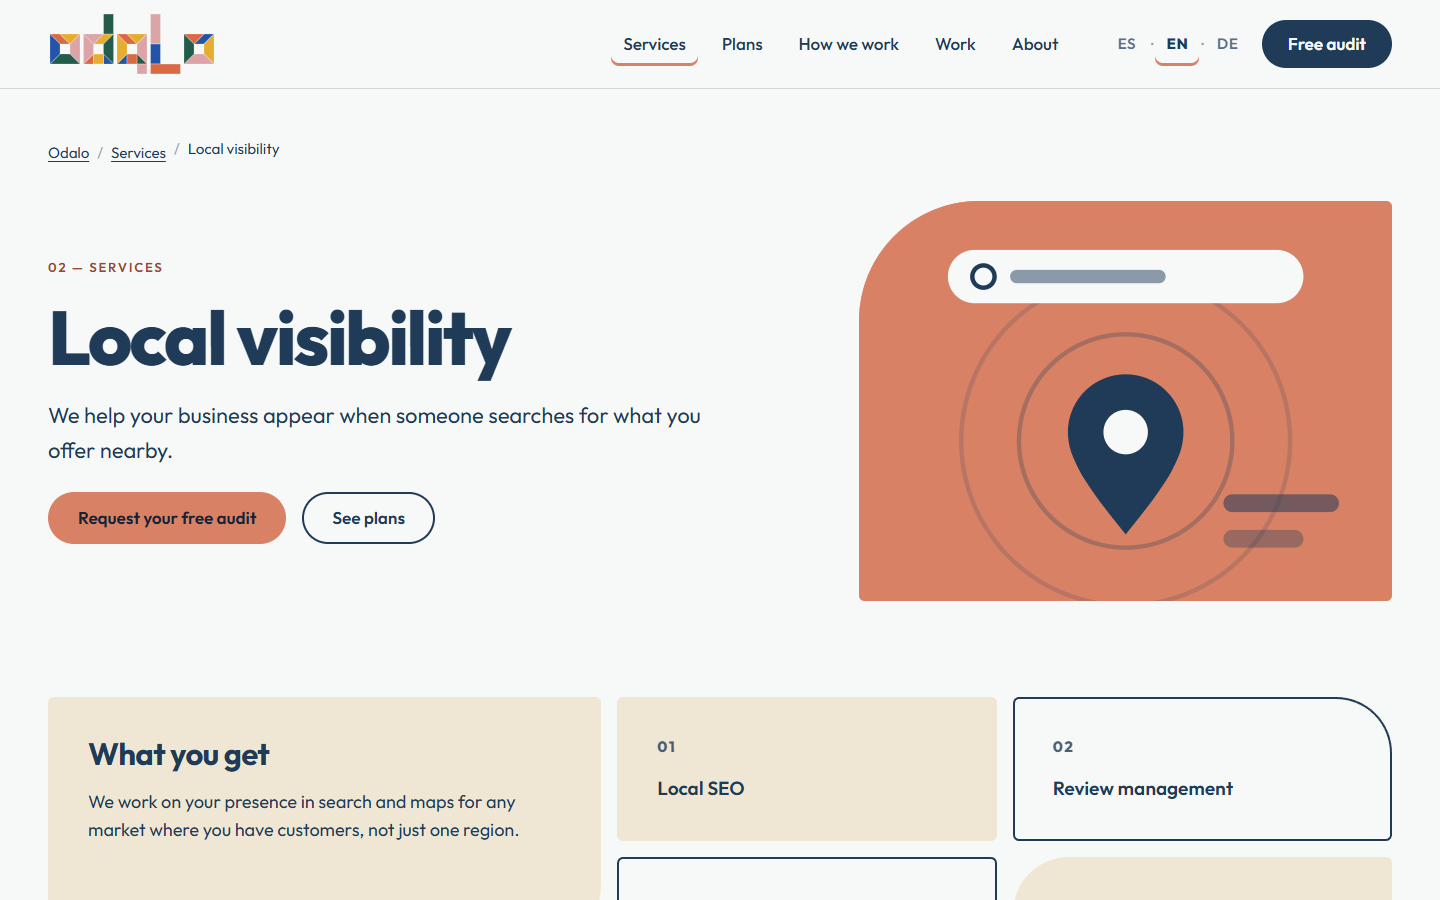 odalo
Services Plans How we work Work About ES · EN · DE Free audit
Odalo / Services / Local visibility
02 — SERVICES
Local visibility
We help your business appear when someone searches for what you
offer nearby.
Request your free audit See plans
What you get
We work on your presence in search and maps for any
market where you have customers, not just one region.
01
Local SEO
02
Review management